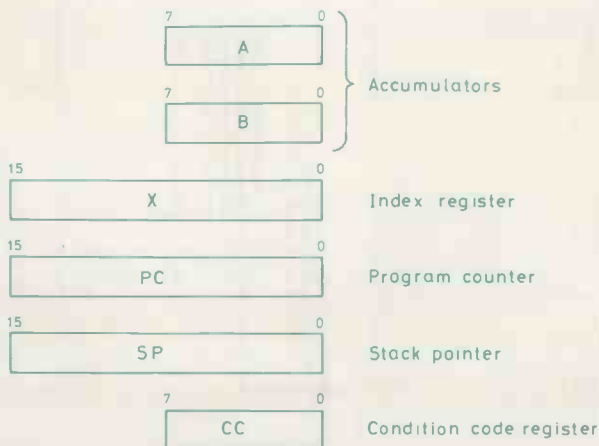 7 0
A
7 0
B
Accumulators
15 0
X
Index register
15 0
PC
Program counter
15 0
SP
Stack pointer
7 0
CC
Condition code register